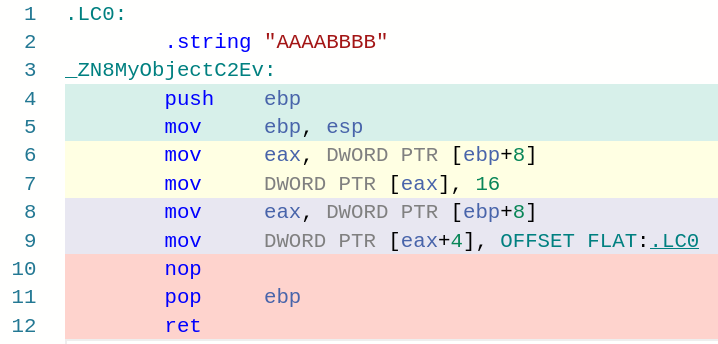 1 .LC0:
2 .string "AAAABBBB"
3 _ZN8MyObjectC2Ev:
4 push ebp
5 mov ebp, esp
6 mov eax, DWORD PTR [ebp+8]
7 mov DWORD PTR [eax], 16
8 mov eax, DWORD PTR [ebp+8]
9 mov DWORD PTR [eax+4], OFFSET FLAT:.LC0
10 nop
11 pop ebp
12 ret